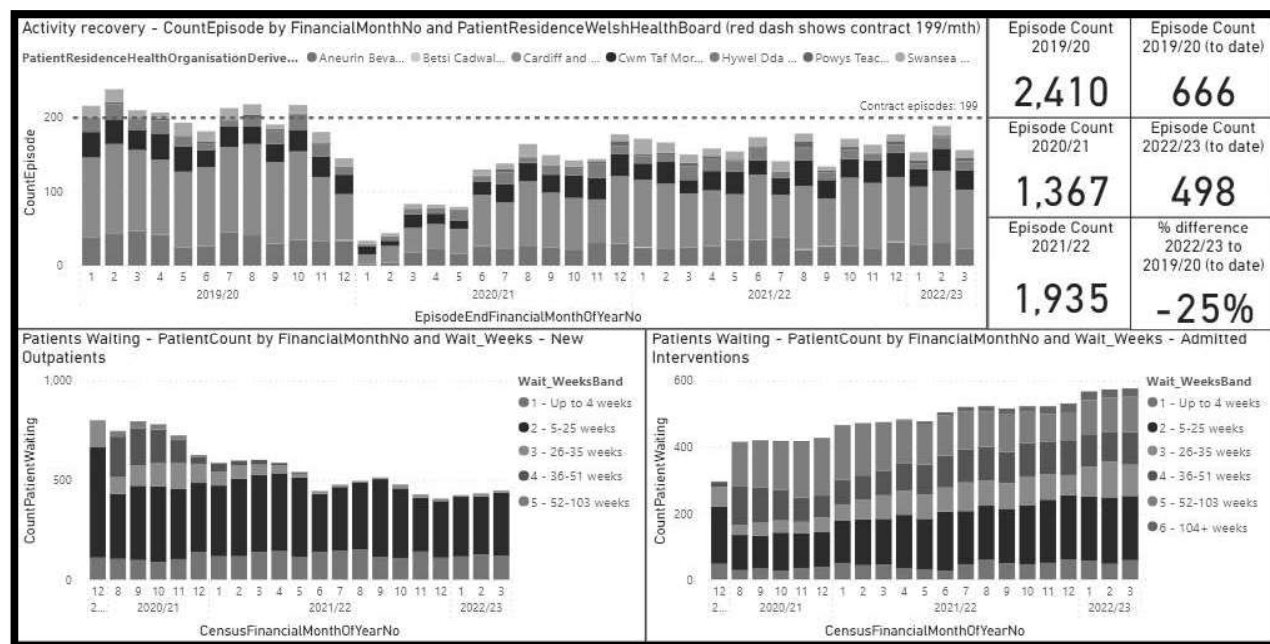 Activity recovery - CountEpisode by FinancialMonthNo and PatientResidenceWelshHealthBoard (red dash shows contract 199/mth)
PatientResidenceHealthOrganisationDerive... Aneurin Beva... Betsi Cadwal... Cardiff and ... Cwm Taf Mor... Hywel Dda ... Powys Teac... Swansea ...
CountEpisode
200
100
0
Contract episodes: 199
1 2 3 4 5 6 7 8 9 10 11 12 1 2 3 4 5 6 7 8 9 10 11 12 1 2 3 4 5 6 7 8 9 10 11 12 1 2 3
2019/20 2020/21 2021/22 2022/23
EpisodeEndFinancialMonthOfYearNo
Episode Count
2019/20
2,410
Episode Count
2019/20 (to date)
666
Episode Count
2020/21
1,367
Episode Count
2022/23 (to date)
498
Episode Count
2021/22
1,935
% difference
2022/23 to
2019/20 (to date)
-25%
Patients Waiting - PatientCount by FinancialMonthNo and Wait_Weeks - New
Outpatients
CountPatientWaiting
1,000
500
0
Wait_WeeksBand
1 - Up to 4 weeks
2 - 5-25 weeks
3 - 26-35 weeks
4 - 36-51 weeks
5 - 52-103 weeks
12 8 9 10 11 12 1 2 3 4 5 6 7 8 9 10 11 12 1 2 3
2... 2020/21 2021/22 2022/23
CensusFinancialMonthOfYearNo
Patients Waiting - PatientCount by FinancialMonthNo and Wait_Weeks - Admitted
Interventions
CountPatientWaiting
600
400
200
0
Wait_WeeksBand
1 - Up to 4 weeks
2 - 5-25 weeks
3 - 26-35 weeks
4 - 36-51 weeks
5 - 52-103 weeks
6 - 104+ weeks
12 8 9 10 11 12 1 2 3 4 5 6 7 8 9 10 11 12 1 2 3
2... 2020/21 2021/22 2022/23
CensusFinancialMonthOfYearNo